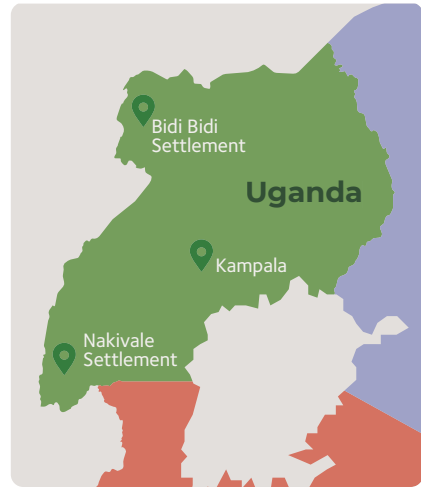 Bidi Bidi
Settlement
Uganda
Kampala
Nakivale
Settlement